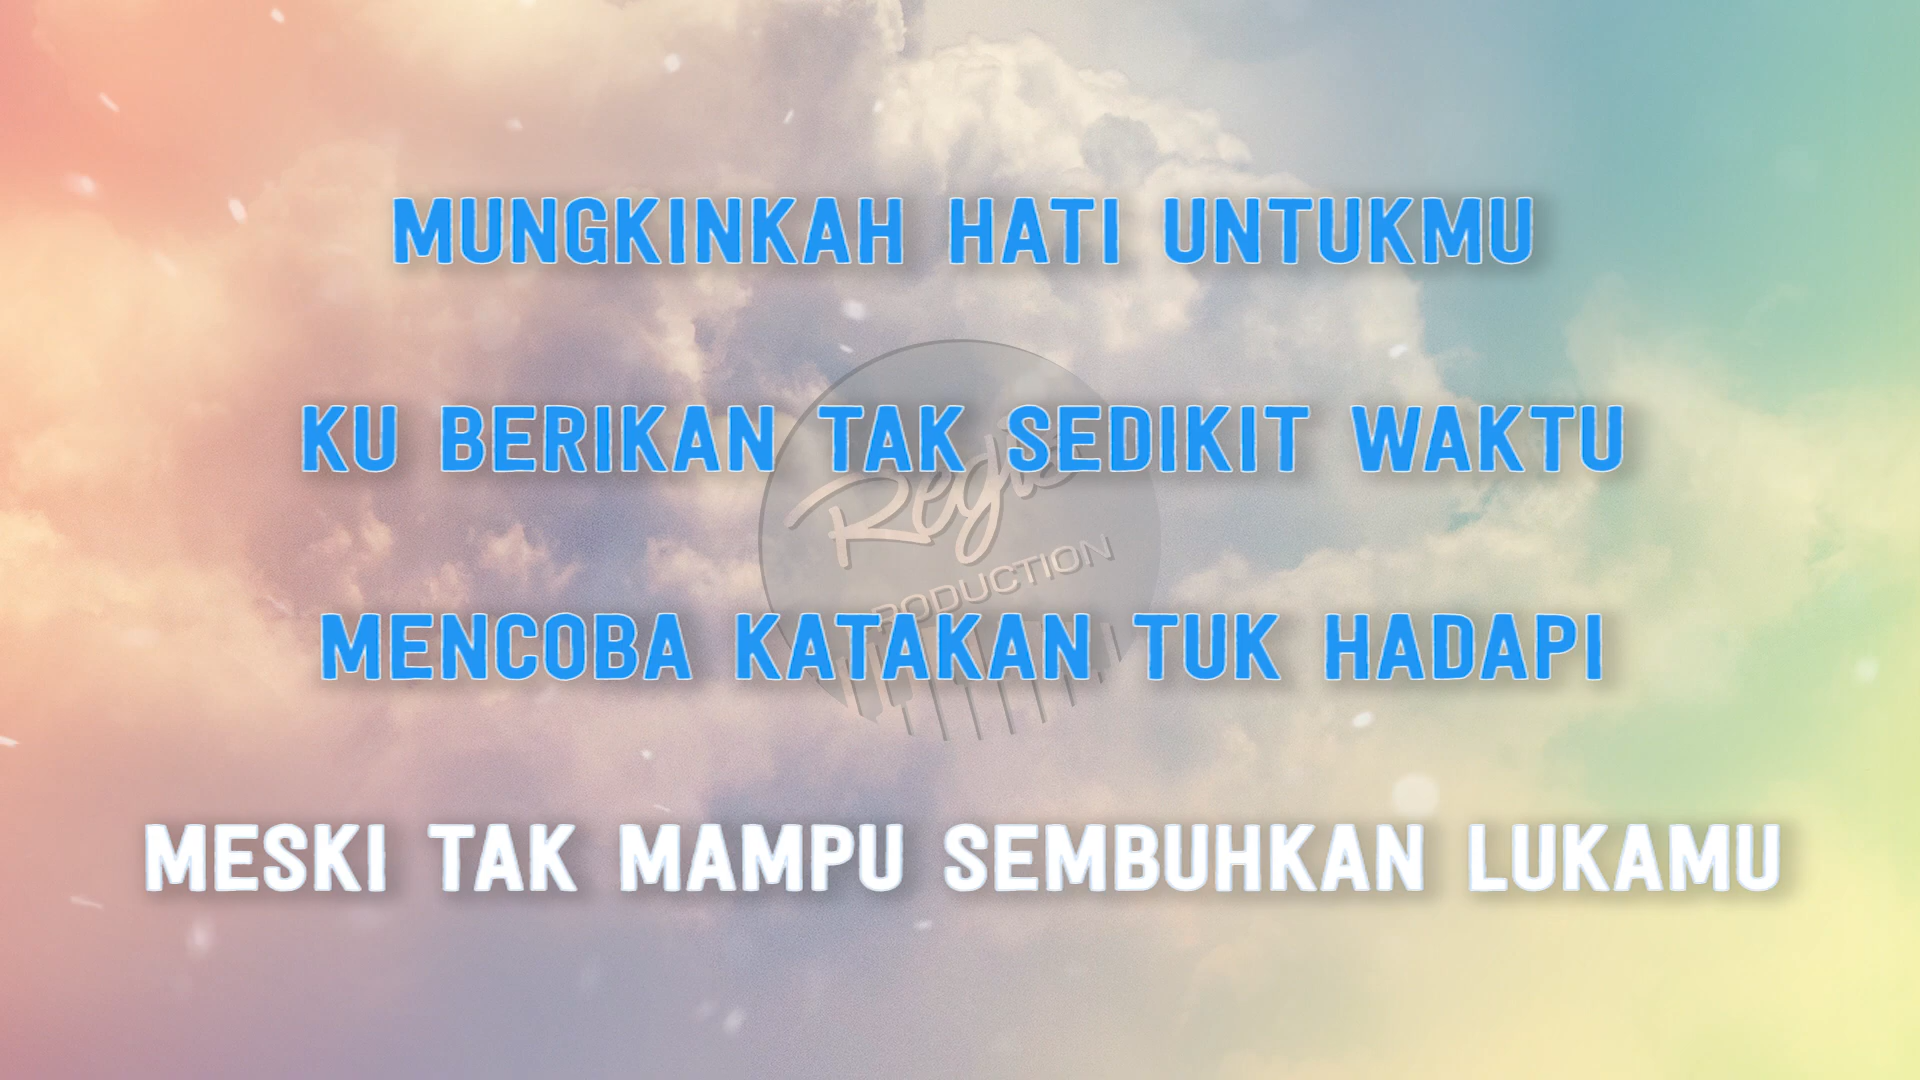 MUNGKINKAH HATI UNTUKMU
KU BERIKAN TAK SEDIKIT WAKTU
MENCOBA KATAKAN TUK HADAPI
MESKI TAK MAMPU SEMBUHKAN LUKAMU